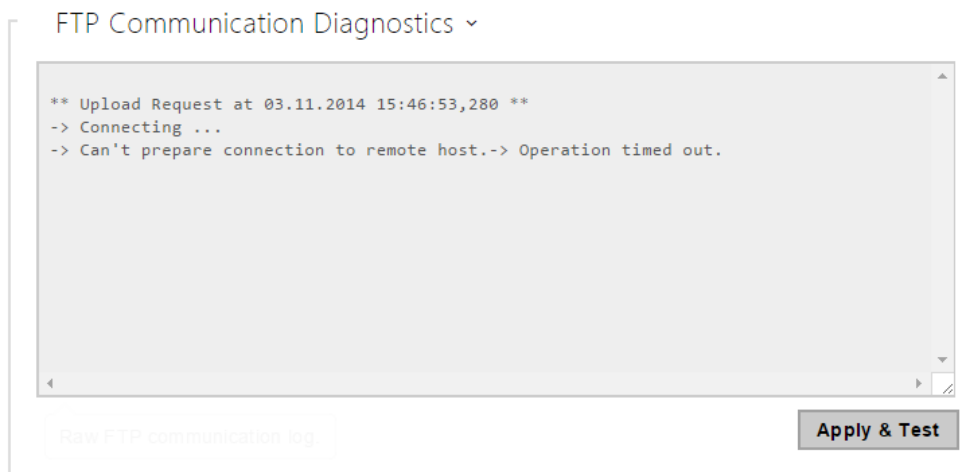 FTP Communication Diagnostics
** Upload Request at 03.11.2014 15:46:53,280 **
-> Connecting ...
-> Can't prepare connection to remote host.-> Operation timed out.
Raw FTP communication log
Apply & Test